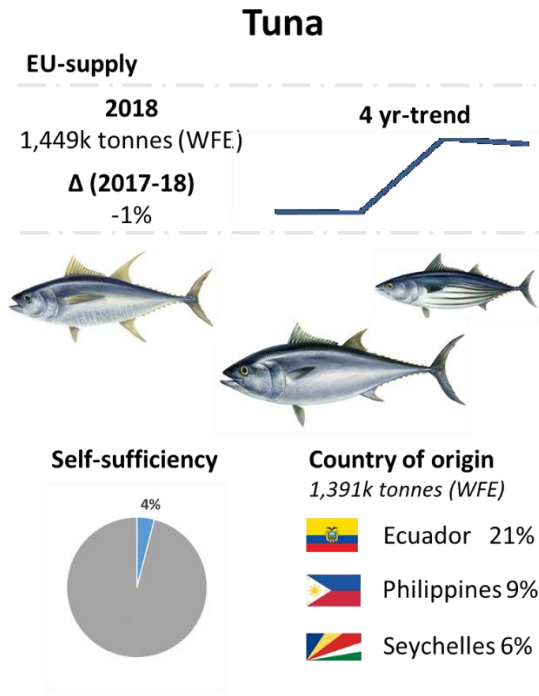 Tuna
EU-supply
2018
1,449k tonnes (WFE)
Δ (2017-18)
-1%
4 yr-trend
Self-sufficiency
4%
Country of origin
1,391k tonnes (WFE)
Ecuador 21%
Philippines 9%
Seychelles 6%